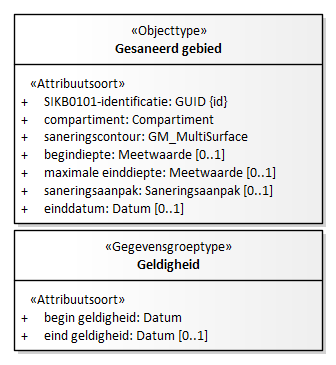 «Objecttype»
Gesaneerd gebied
«Attribuutsoort»
+ SIKB0101-identificatie: GUID {id}
+ compartiment: Compartiment
+ saneringscontour: GM_MultiSurface
+ begindiepte: Meetwaarde [0..1]
+ maximale einddiepte: Meetwaarde [0..1]
+ saneringsaanpak: Saneringsaanpak [0..1]
+ einddatum: Datum [0..1]
«Gegevensgroeptype»
Geldigheid
«Attribuutsoort»
+ begin geldigheid: Datum
+ eind geldigheid: Datum [0..1]